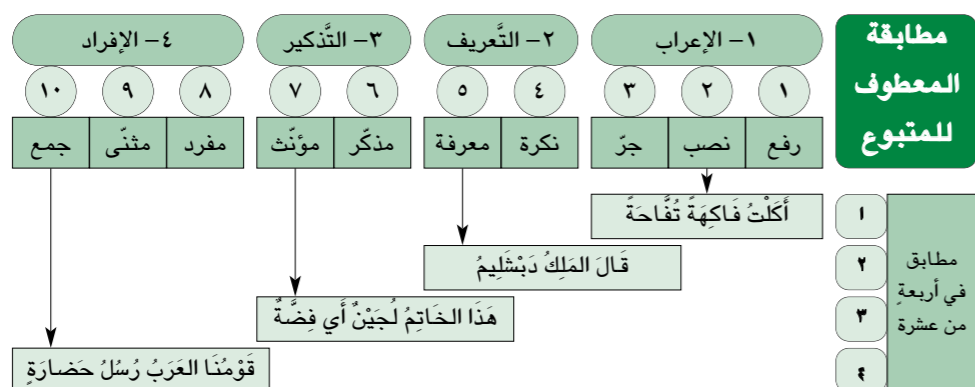 مطابقة
المعطوف
للمتبوع
١- الإعراب
٢- التَّعريف
٣- التَّذكير
٤- الإفراد
١ ٢ ٣ ٤ ٥ ٦ ٧ ٨ ٩ ١٠
رفع نصب جرّ نكرة معرفة مذكّر مؤنّث مفرد مثنّى جمع
مطابق
في أربعةٍ
من عشرة
١
أَكَلْتُ فَاكِهَةً تُفَّاحَةً
٢
قَالَ المَلِكُ دَبْشَلِيمُ
٣
هَذَا الخَاتِمُ لُجَيْنٌ أَي فِضَّةٌ
٤
قَوْمُنَا العَرَبُ رُسُلُ حَضارَةٍ